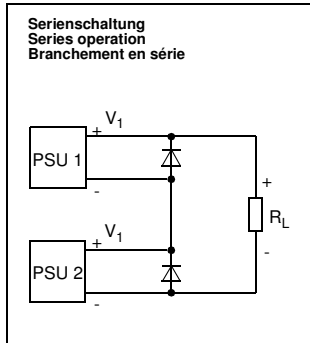 Serienschaltung
Series operation
Branchement en série
V1
+
PSU 1
-
+
RL
V1
+
PSU 2
-
-